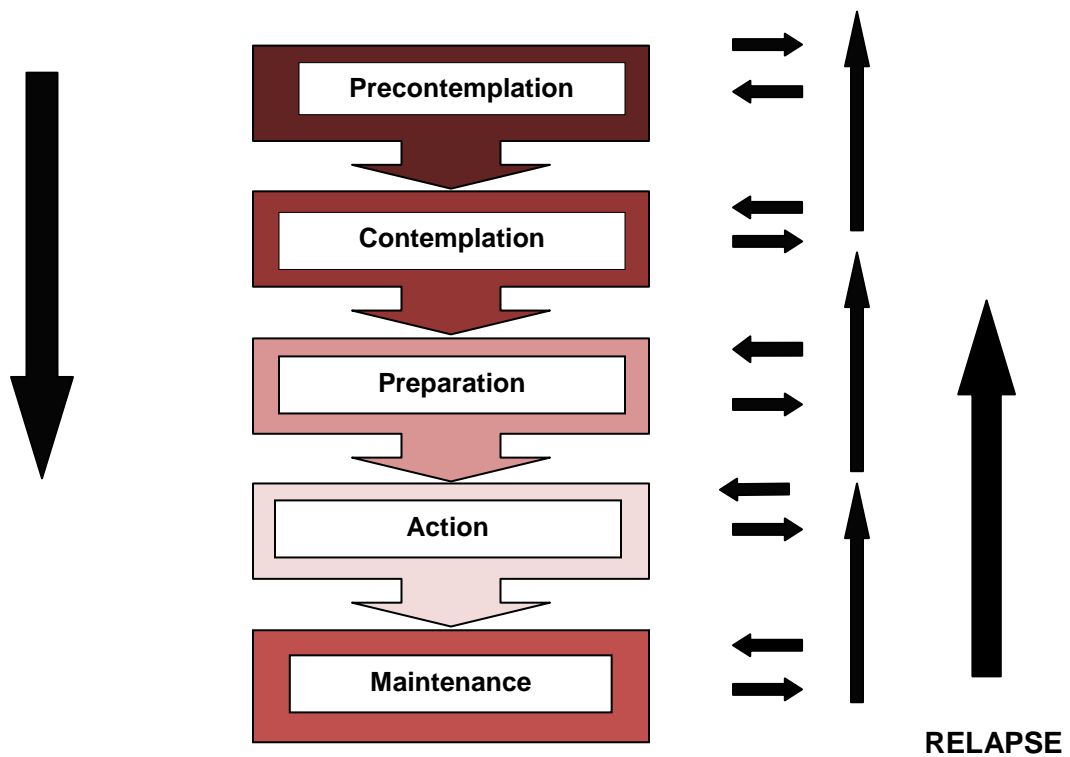 Precontemplation
Contemplation
Preparation
Action
Maintenance
RELAPSE